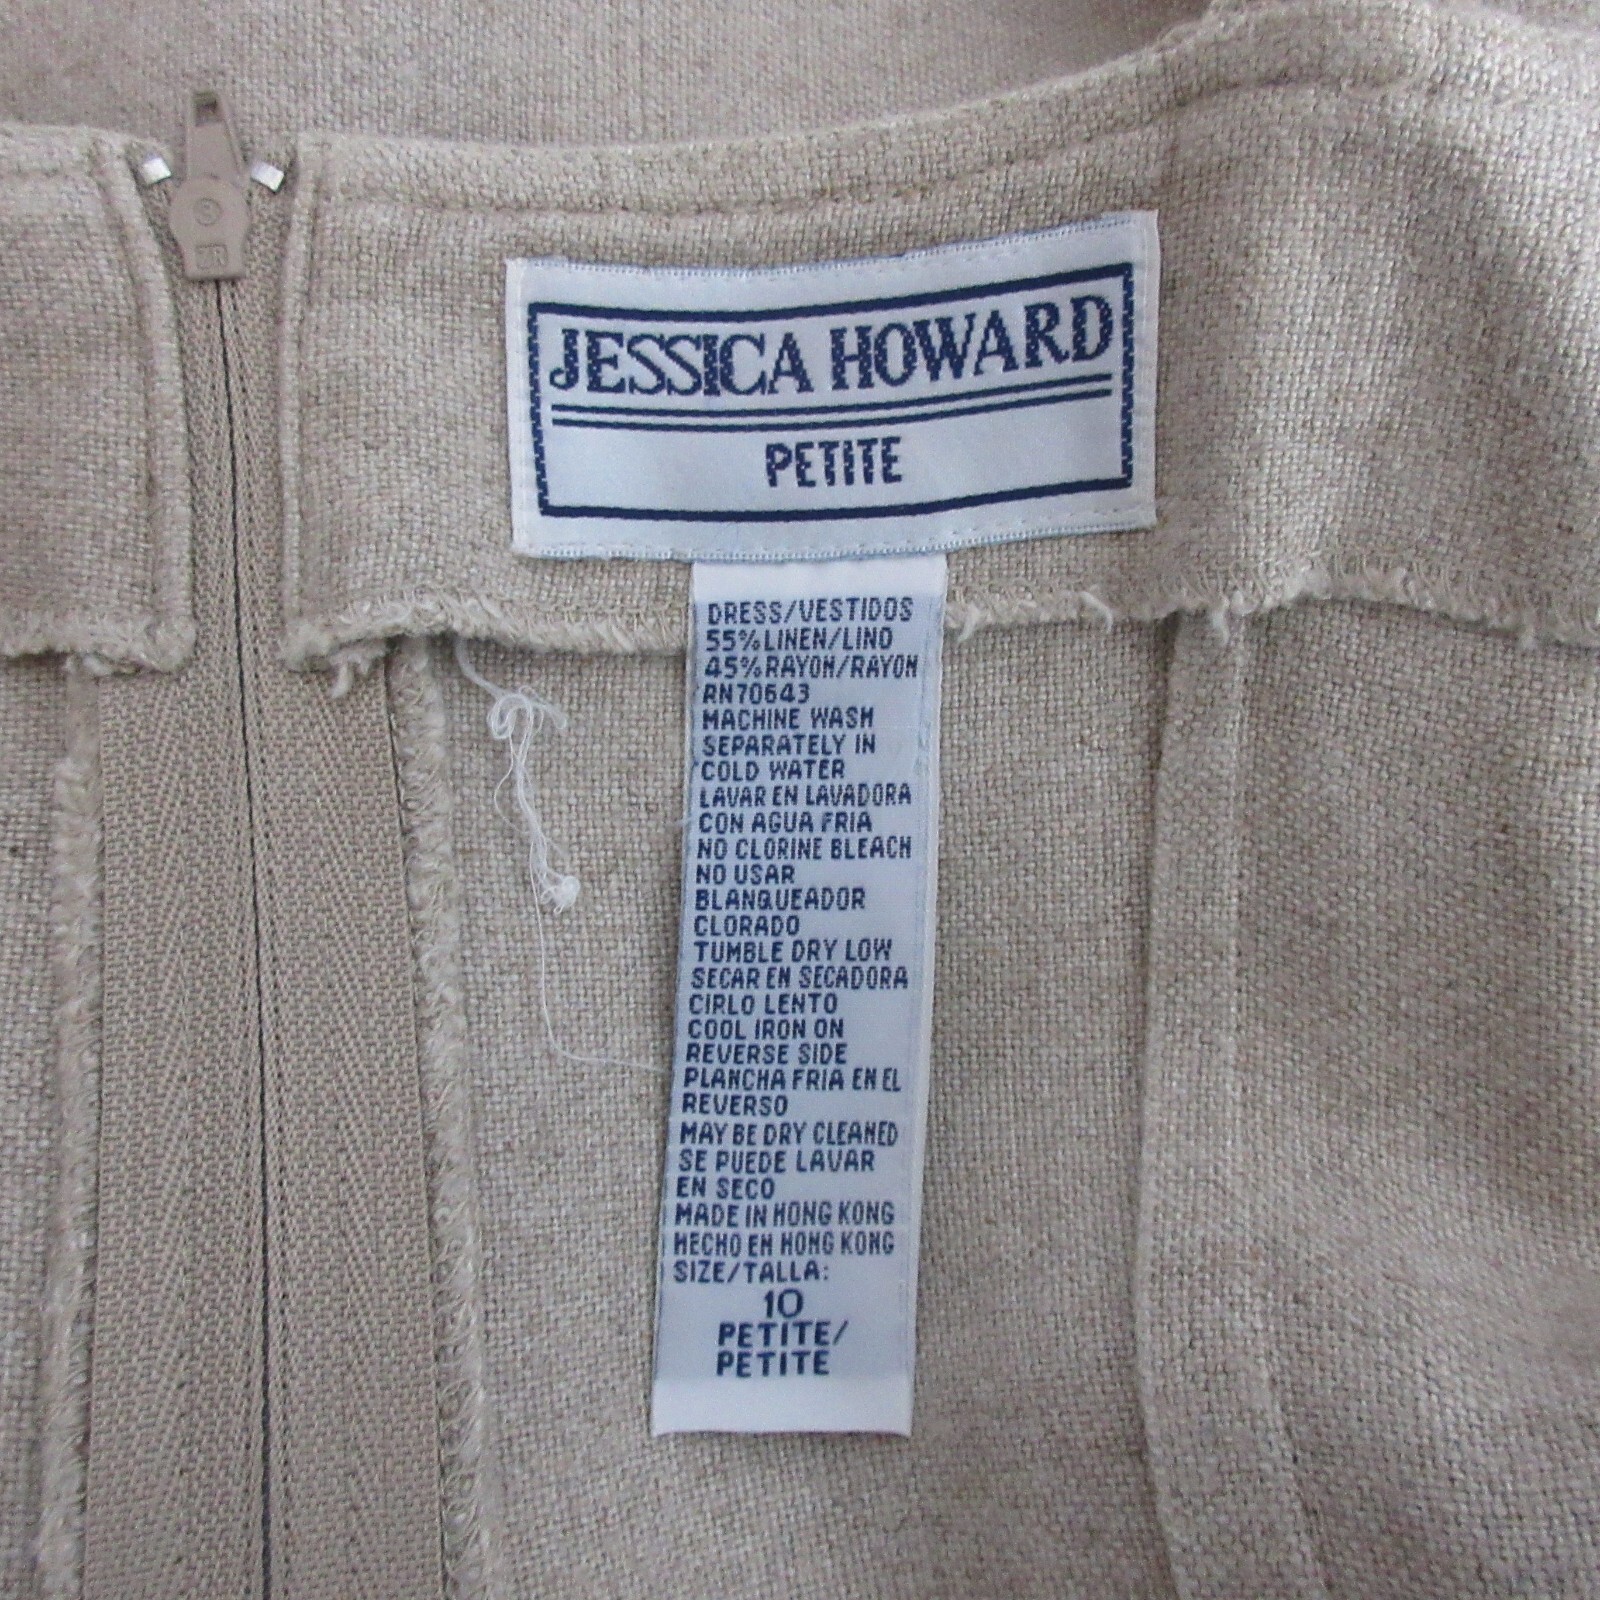 JESSICA HOWARD
PETITE
DRESS/VESTIDOS
55%LINEN/LINO
45%RAYON/RAYON
RN70643
MACHINE WASH
SEPARATELY IN
COLD WATER
LAVAR EN LAVADORA
CON AGUA FRIA
NO CLORINE BLEACH
NO USAR
BLANQUEADOR
CLORADO
TUMBLE DRY LOW
SECAR EN SECADORA
CIRLO LENTO
COOL IRON ON
REVERSE SIDE
PLANCHA FRIA EN EL
REVERSO
MAY BE DRY CLEANED
SE PUEDE LAVAR
EN SECO
MADE IN HONG KONG
HECHO EN HONG KONG
SIZE/TALLA:
10
PETITE/
PETITE